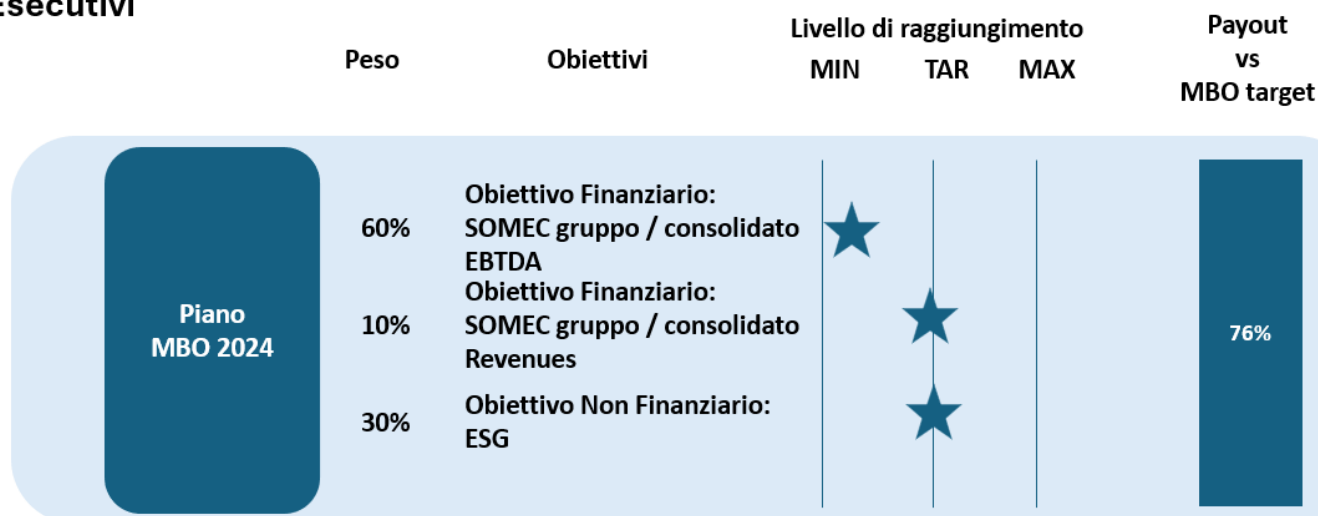 Esecutivi
Peso
Obiettivi
Livello di raggiungimento
MIN TAR MAX
Payout
vs
MBO target
Piano
MBO 2024
60%
Obiettivo Finanziario:
SOMEC gruppo / consolidato
EBTDA
10%
Obiettivo Finanziario:
SOMEC gruppo / consolidato
Revenues
30%
Obiettivo Non Finanziario:
ESG
76%